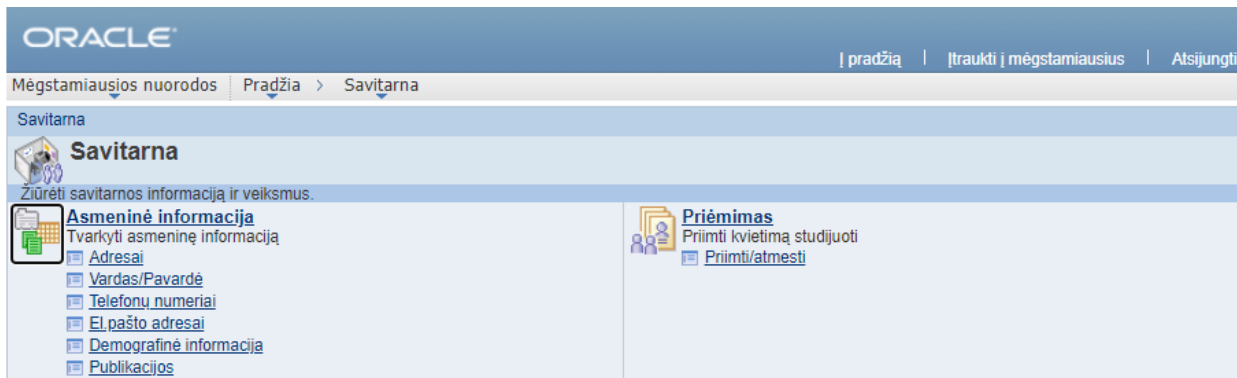 ORACLE
Į pradžią | Įtraukti į mėgstamiausius | Atsijungti
Mėgstamiausios nuorodos Pradžia > Savitarna
Savitarna
Savitarna
Žiūrėti savitarnos informaciją ir veiksmus.
Asmeninė informacija
Tvarkyti asmeninę informaciją
Adresai
Vardas/Pavardė
Telefonų numeriai
El.pašto adresai
Demografinė informacija
Publikacijos
Priėmimas
Priimti kvietimą studijuoti
Priimti/atmesti